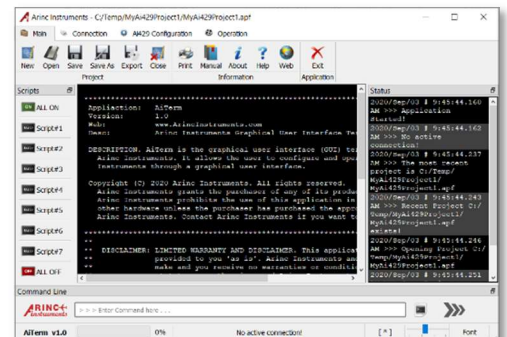 Arinc Instruments - C:/Temp/MyAi429Project1/MyAi429Project1.apf
Main Connection AI429 Configuration Operation
New Open Save Save As Export Close Print Manual About Help Web Exit
Project Information Application
Scripts
ALL ON
Script#1
Script#2
Script#3
Script#4
Script#5
Script#6
Script#7
ALL OFF
Appliaction: AiTerm
Version: 1.0
Web: www.arincinstruments.com
Desc: Arinc Instruments Graphical User Interface Te
DESCRIPTION. AiTerm is the graphical user interface (GUI) te
Arinc Instruments. It allows the user to configure and ope
Instruments through a graphical user interface.
Copyright (C) 2020 Arinc Instruments. All rights reserved.
Arinc Instruments grants the purchaser of any of its produ
Arinc Instruments prohibits the use of this application in
other hardware unless the purchaser has purchased the appro
Arinc Instruments. Contact Arinc Instruments if you want t
**
** DISCLAIMER: LIMITED WARRANTY AND DISCLAIMER. This applicat
** provided to you 'as is'. Arinc Instruments and
** make and you receive no warranties or conditi
Status
2020/Sep/03 # 9:45:44.160
AM >>> Application
Started!
2020/Sep/03 # 9:45:44.162
AM >>> No active
connection!
2020/Sep/03 # 9:45:44.237
AM >>> The most recent
project is C:/Temp/
MyAi429Project1/
MyAi429Project1.apf
2020/Sep/03 # 9:45:44.243
AM >>> Recent Project C:/
Temp/MyAi429Project1/
MyAi429Project1.apf
exists!
2020/Sep/03 # 9:45:44.246
AM >>> Opening Project C:/
Temp/MyAi429Project1/
MyAi429Project1.apf
2020/Sep/03 # 9:45:44.251
Command Line
ARINC
Instruments
>>> Enter Command here . . .
AiTerm v1.0 0% No active connection! [ * ] Font